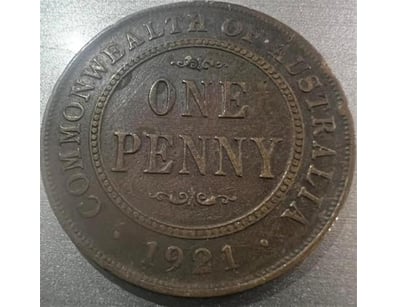 COMMONWEALTH OF AUSTRALIA
ONE
PENNY
· 1921 ·